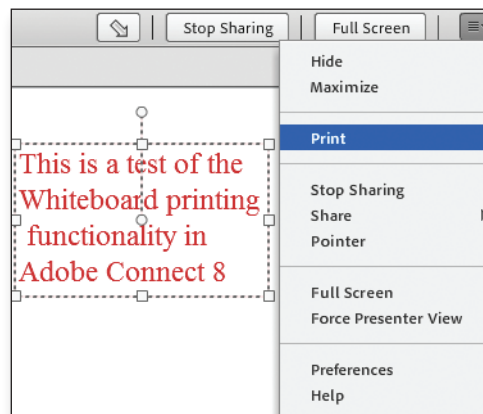 Stop Sharing
Full Screen
Hide
Maximize
Print
This is a test of the
Whiteboard printing
functionality in
Adobe Connect 8
Stop Sharing
Share
Pointer
Full Screen
Force Presenter View
Preferences
Help